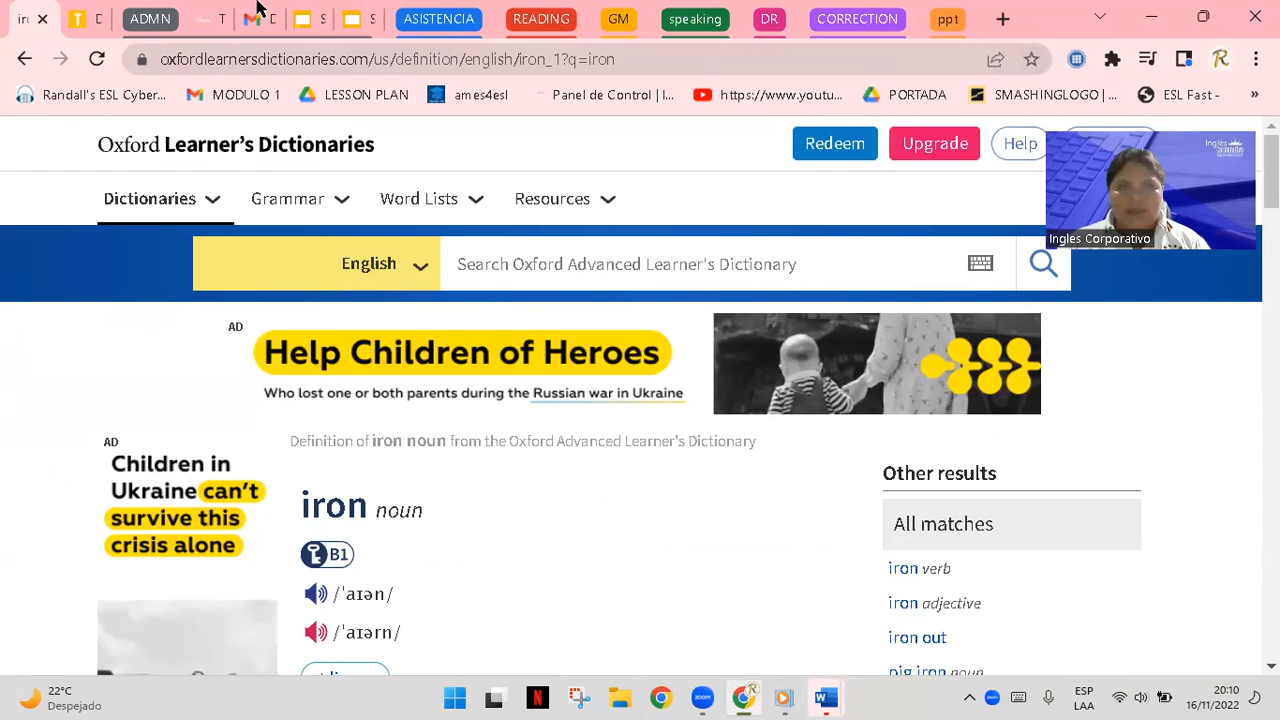 irc
D
ADMN
T
D
S
S
ASISTENCIA
READING
GM
speaking
DR
CORRECTION
ppt
oxfordlearnersdictionaries.com/us/definition/english/iron_1?q=iron
Randall's ESL Cyber...
MODULO 1
LESSON PLAN
ames4esl
Panel de Control | I...
https://www.youtu...
PORTADA
SMASHINGLOGO | ...
ESL Fast -
»
Oxford Learner's Dictionaries
Redeem
Upgrade
Help
Dictionaries
Grammar
Word Lists
Resources
Ingles Corporativo
English
Search Oxford Advanced Learner's Dictionary
AD
Help Children of Heroes
Who lost one or both parents during the Russian war in Ukraine
AD
Children in
Ukraine can't
survive this
crisis alone
Definition of iron noun from the Oxford Advanced Learner's Dictionary
iron noun
B1
/ˈaɪən/
/ˈaɪərn/
Other results
All matches
iron verb
iron adjective
iron out
pig iron noun
22°C
Despejado
ESP
LAA
20:10
16/11/2022